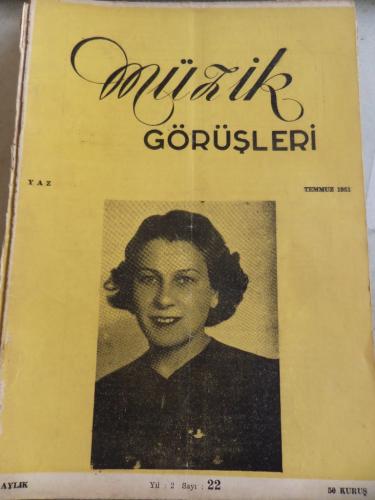 müzik
GÖRÜŞLERİ
YAZ
TEMMUZ 1951
AYLIK
Yıl : 2 Sayı : 22
50 KURUŞ